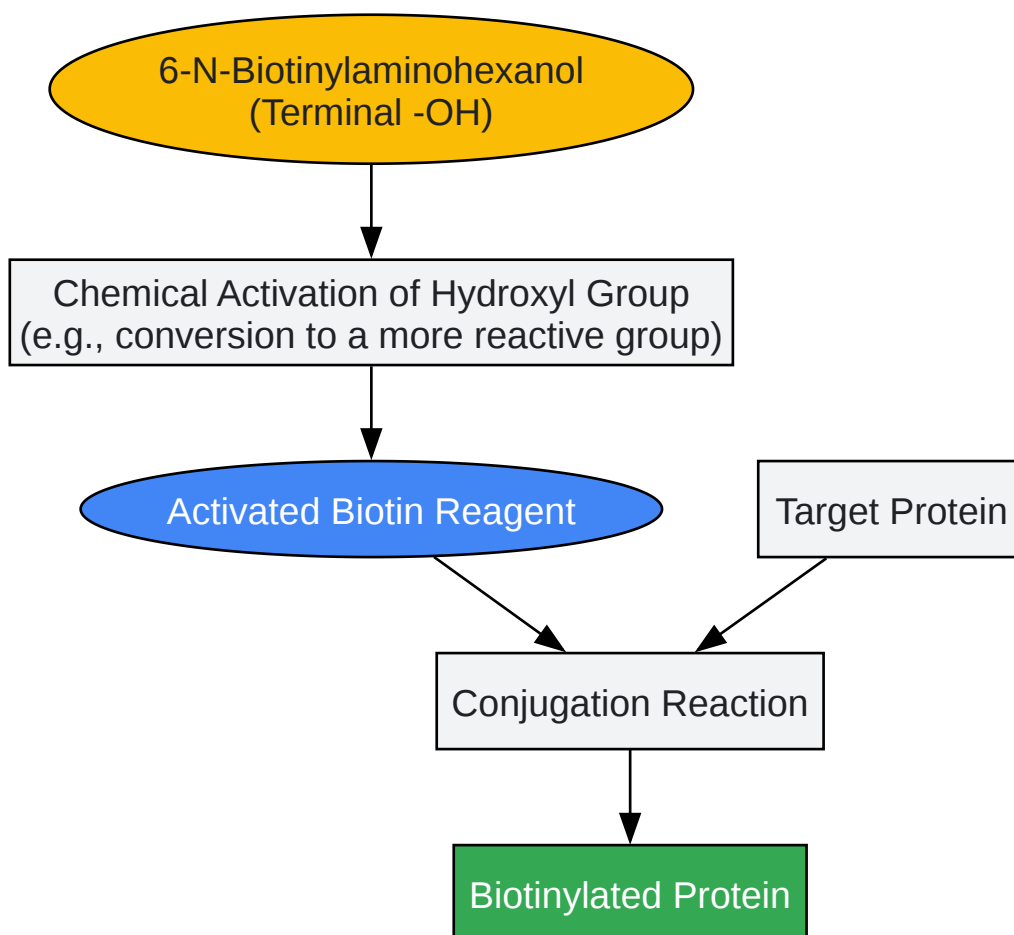 6-N-Biotinylaminohexanol
(Terminal -OH)
Chemical Activation of Hydroxyl Group
(e.g., conversion to a more reactive group)
Activated Biotin Reagent
Target Protein
Conjugation Reaction
Biotinylated Protein